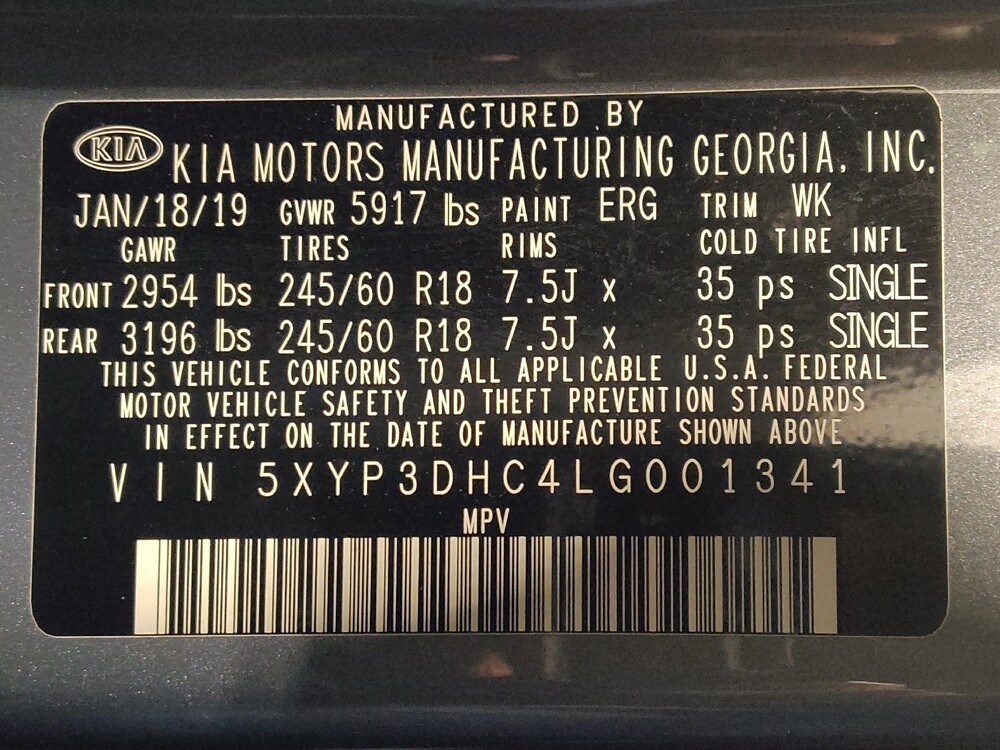 MANUFACTURED BY
KIA KIA MOTORS MANUFACTURING GEORGIA, INC.
JAN/18/19 GVWR 5917 lbs PAINT ERG TRIM WK
GAWR TIRES RIMS COLD TIRE INFL
FRONT 2954 lbs 245/60 R18 7.5J x 35 ps SINGLE
REAR 3196 lbs 245/60 R18 7.5J x 35 ps SINGLE
THIS VEHICLE CONFORMS TO ALL APPLICABLE U.S.A. FEDERAL
MOTOR VEHICLE SAFETY AND THEFT PREVENTION STANDARDS
IN EFFECT ON THE DATE OF MANUFACTURE SHOWN ABOVE
VIN 5XYP3DHC4LG001341
MPV